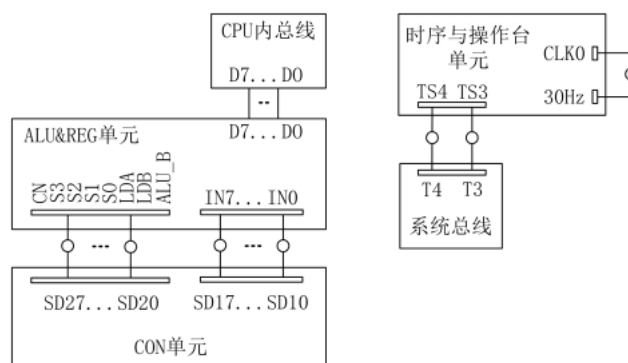 CPU内总线
D7...D0
D7...D0
ALU&REG单元
CN
S3
S2
S1
S0
LDA
LDB
ALU_B
IN7...IN0
SD27...SD20
SD17...SD10
CON单元
时序与操作台
单元
CLK0
30Hz
TS4 TS3
T4 T3
系统总线